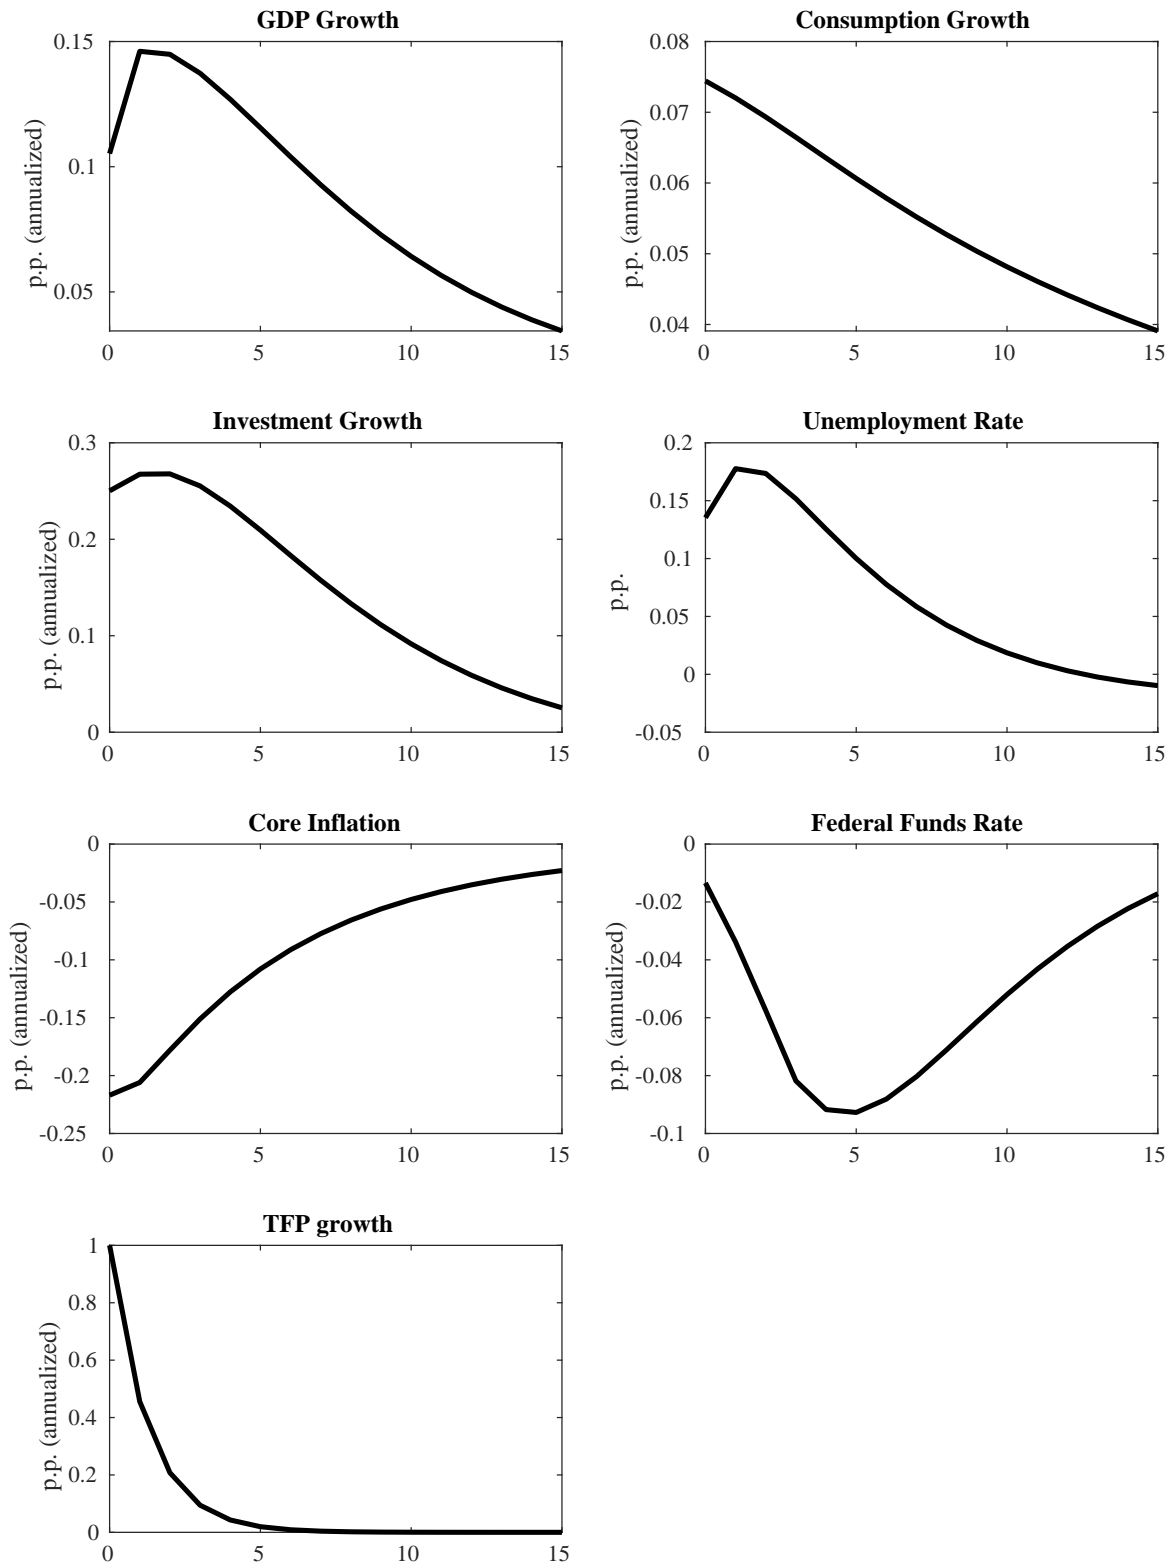 GDP Growth
0.15
0.1
0.05
p.p. (annualized)
0 5 10 15
Consumption Growth
0.08
0.07
0.06
0.05
0.04
p.p. (annualized)
0 5 10 15
Investment Growth
0.3
0.2
0.1
0
p.p. (annualized)
0 5 10 15
Unemployment Rate
0.2
0.15
0.1
0.05
0
-0.05
p.p.
0 5 10 15
Core Inflation
0
-0.05
-0.1
-0.15
-0.2
-0.25
p.p. (annualized)
0 5 10 15
Federal Funds Rate
0
-0.02
-0.04
-0.06
-0.08
-0.1
p.p. (annualized)
0 5 10 15
TFP growth
1
0.8
0.6
0.4
0.2
0
p.p. (annualized)
0 5 10 15